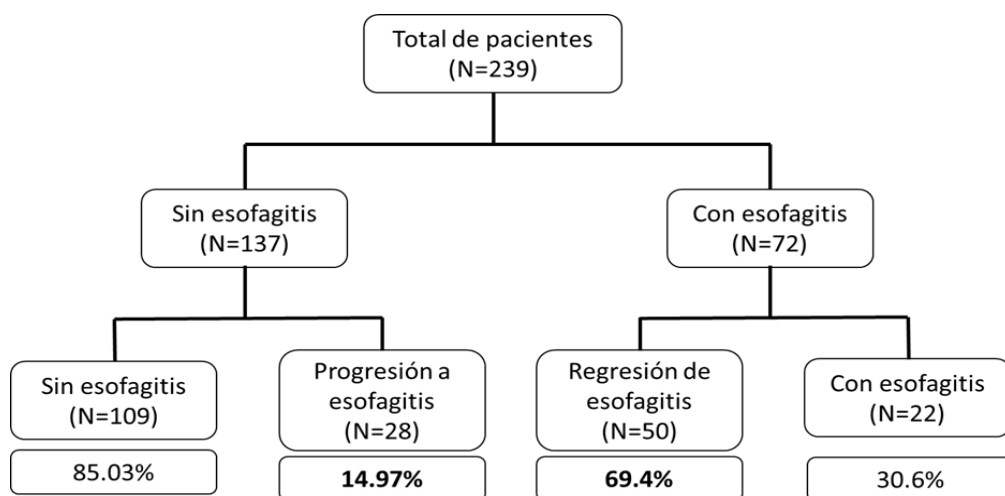 Total de pacientes
(N=239)
Sin esofagitis
(N=137)
Con esofagitis
(N=72)
Sin esofagitis
(N=109)
85.03%
Progresión a
esofagitis
(N=28)
14.97%
Regresión de
esofagitis
(N=50)
69.4%
Con esofagitis
(N=22)
30.6%